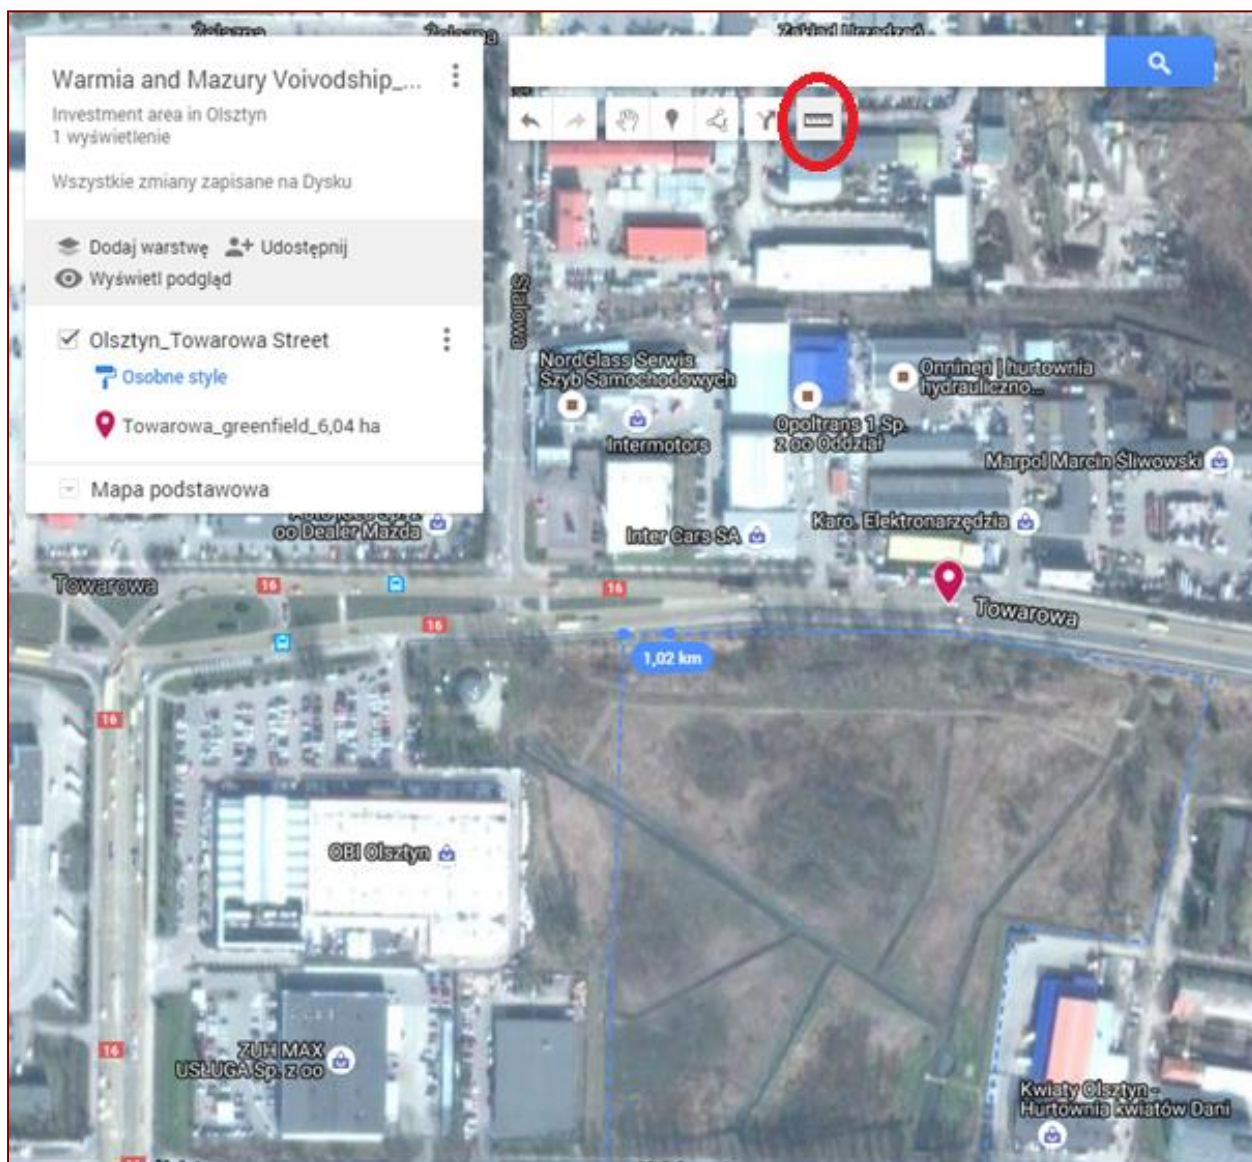 Żelazna
Żelazna
Zakład Urządzeń
Warmia and Mazury Voivodship_...
Investment area in Olsztyn
1 wyświetlenie
Wszystkie zmiany zapisane na Dysku
Dodaj warstwę
Udostępnij
Wyświetl podgląd
Olsztyn_Towarowa Street
Osobne style
Towarowa_greenfield_6,04 ha
Mapa podstawowa
Stalowa
NordGlass Serwis
Szyb Samochodowych
Intermotors
Opoltrans 1 Sp.
z oo Oddział
Onninen | hurtownia
hydrauliczno...
Marpol Marcin Śliwowski
oo Dealer Mazda
Inter Cars SA
Karo. Elektronarzędzia
Towarowa
16
16
16
Towarowa
1,02 km
16
OBI Olsztyn
16
ZUH MAX
USŁUGA Sp. z oo
Kwiaty Olsztyn -
Hurtownia kwiatów Dani